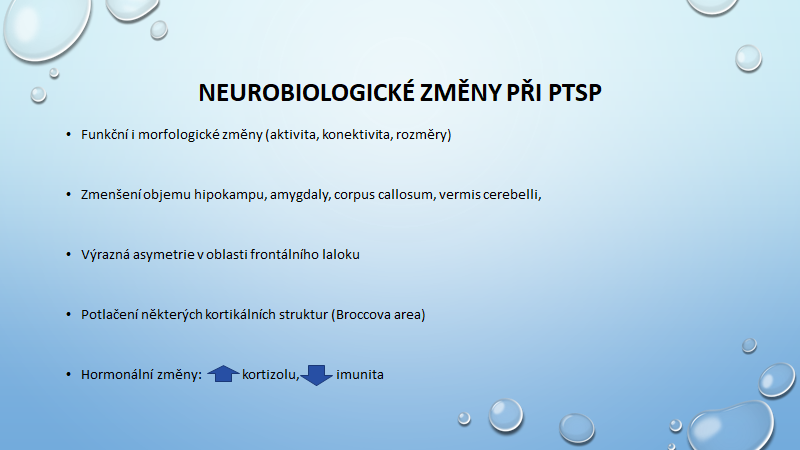 NEUROBIOLOGICKÉ ZMĚNY PŘI PTSP
• Funkční i morfologické změny (aktivita, konektivita, rozměry)
• Zmenšení objemu hipokampu, amygdaly, corpus callosum, vermis cerebelli,
• Výrazná asymetrie v oblasti frontálního laloku
• Potlačení některých kortikálních struktur (Broccova area)
• Hormonální změny: kortizolu, imunita